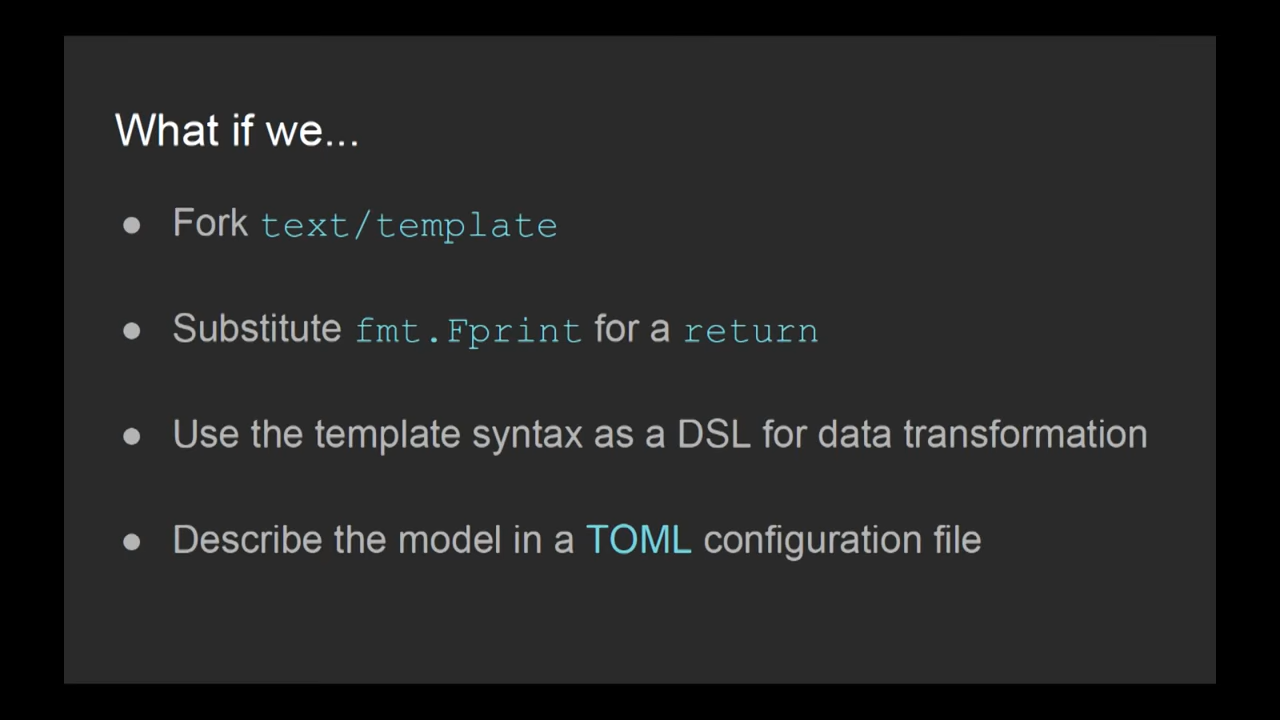 What if we...
● Fork text/template
● Substitute fmt.Fprint for a return
● Use the template syntax as a DSL for data transformation
● Describe the model in a TOML configuration file